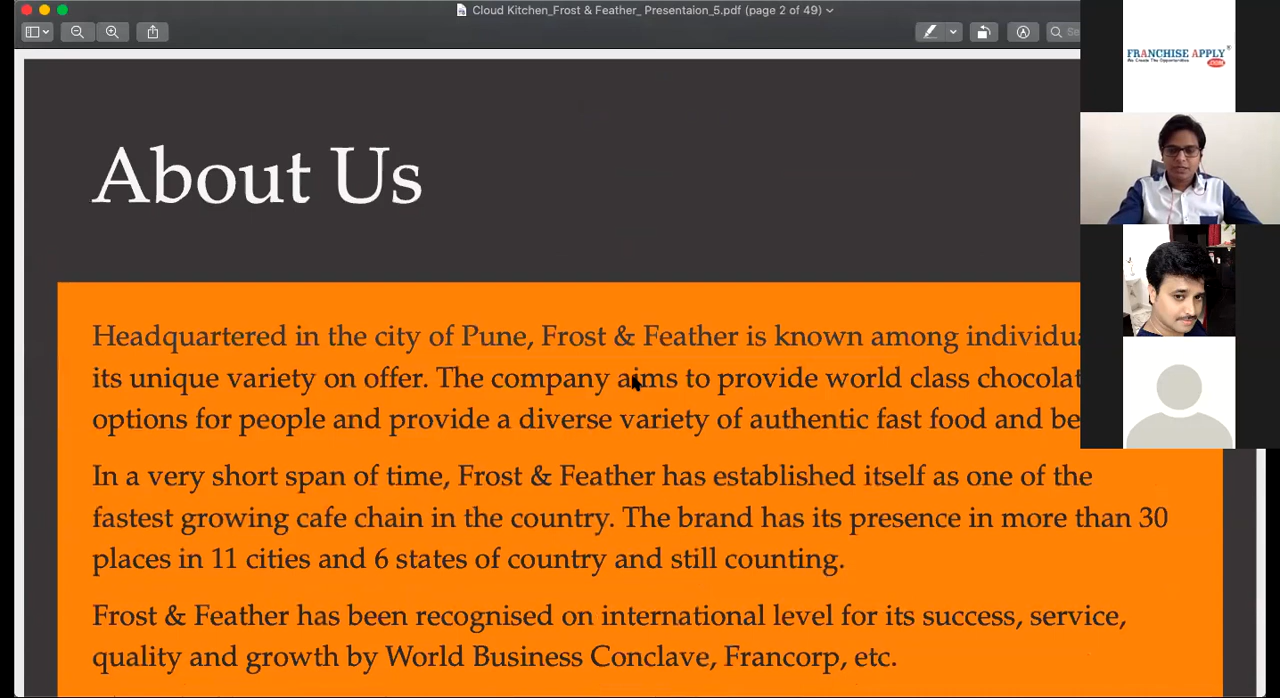 Cloud Kitchen_Frost & Feather_ Presentaion_5.pdf (page 2 of 49)
FRANCHISE APPLY
We Create The Opportunities
About Us
Headquartered in the city of Pune, Frost & Feather is known among
its unique variety on offer. The company aims to provide world class
options for people and provide a diverse variety of authentic fast food and
In a very short span of time, Frost & Feather has established itself as one of the
fastest growing cafe chain in the country. The brand has its presence in more than 30
places in 11 cities and 6 states of country and still counting.
Frost & Feather has been recognised on international level for its success, service,
quality and growth by World Business Conclave, Francorp, etc.